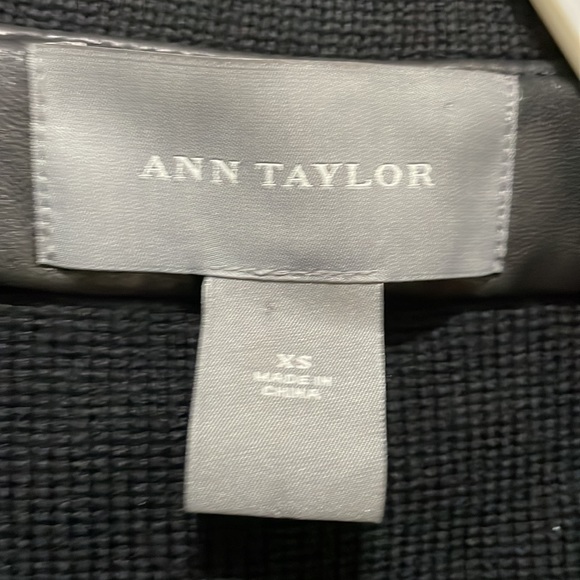 ANN TAYLOR
XS
MADE IN
CHINA